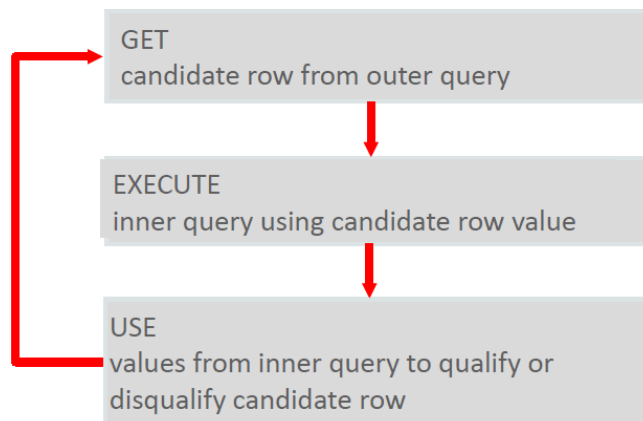 GET
candidate row from outer query
EXECUTE
inner query using candidate row value
USE
values from inner query to qualify or
disqualify candidate row